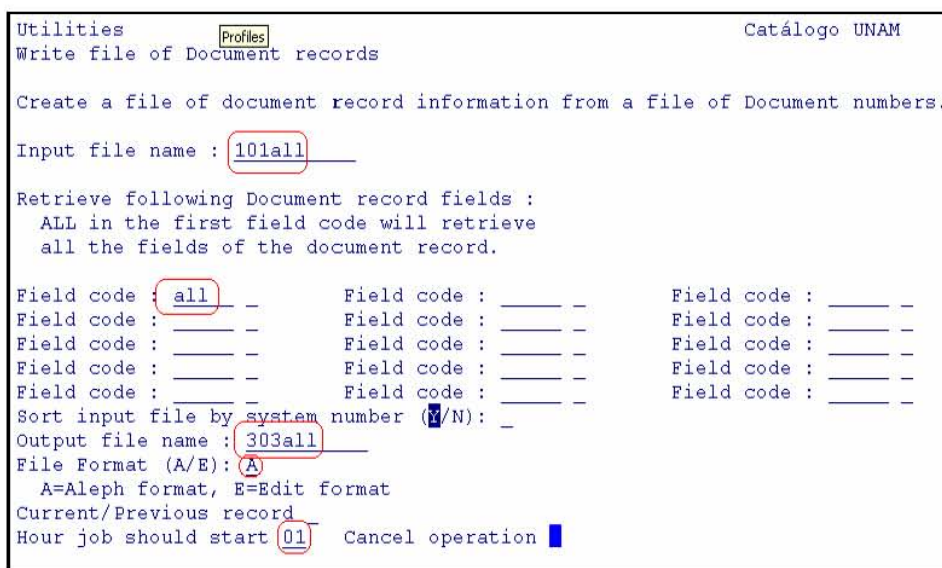 Utilities Profiles Catálogo UNAM
Write file of Document records
Create a file of document record information from a file of Document numbers.
Input file name : 101all
Retrieve following Document record fields :
ALL in the first field code will retrieve
all the fields of the document record.
Field code : all _ Field code : _____ _ Field code : _____ _
Field code : _____ _ Field code : _____ _ Field code : _____ _
Field code : _____ _ Field code : _____ _ Field code : _____ _
Field code : _____ _ Field code : _____ _ Field code : _____ _
Field code : _____ _ Field code : _____ _ Field code : _____ _
Sort input file by system number (Y/N): _
Output file name : 303all
File Format (A/E): A
A=Aleph format, E=Edit format
Current/Previous record _
Hour job should start 01 Cancel operation